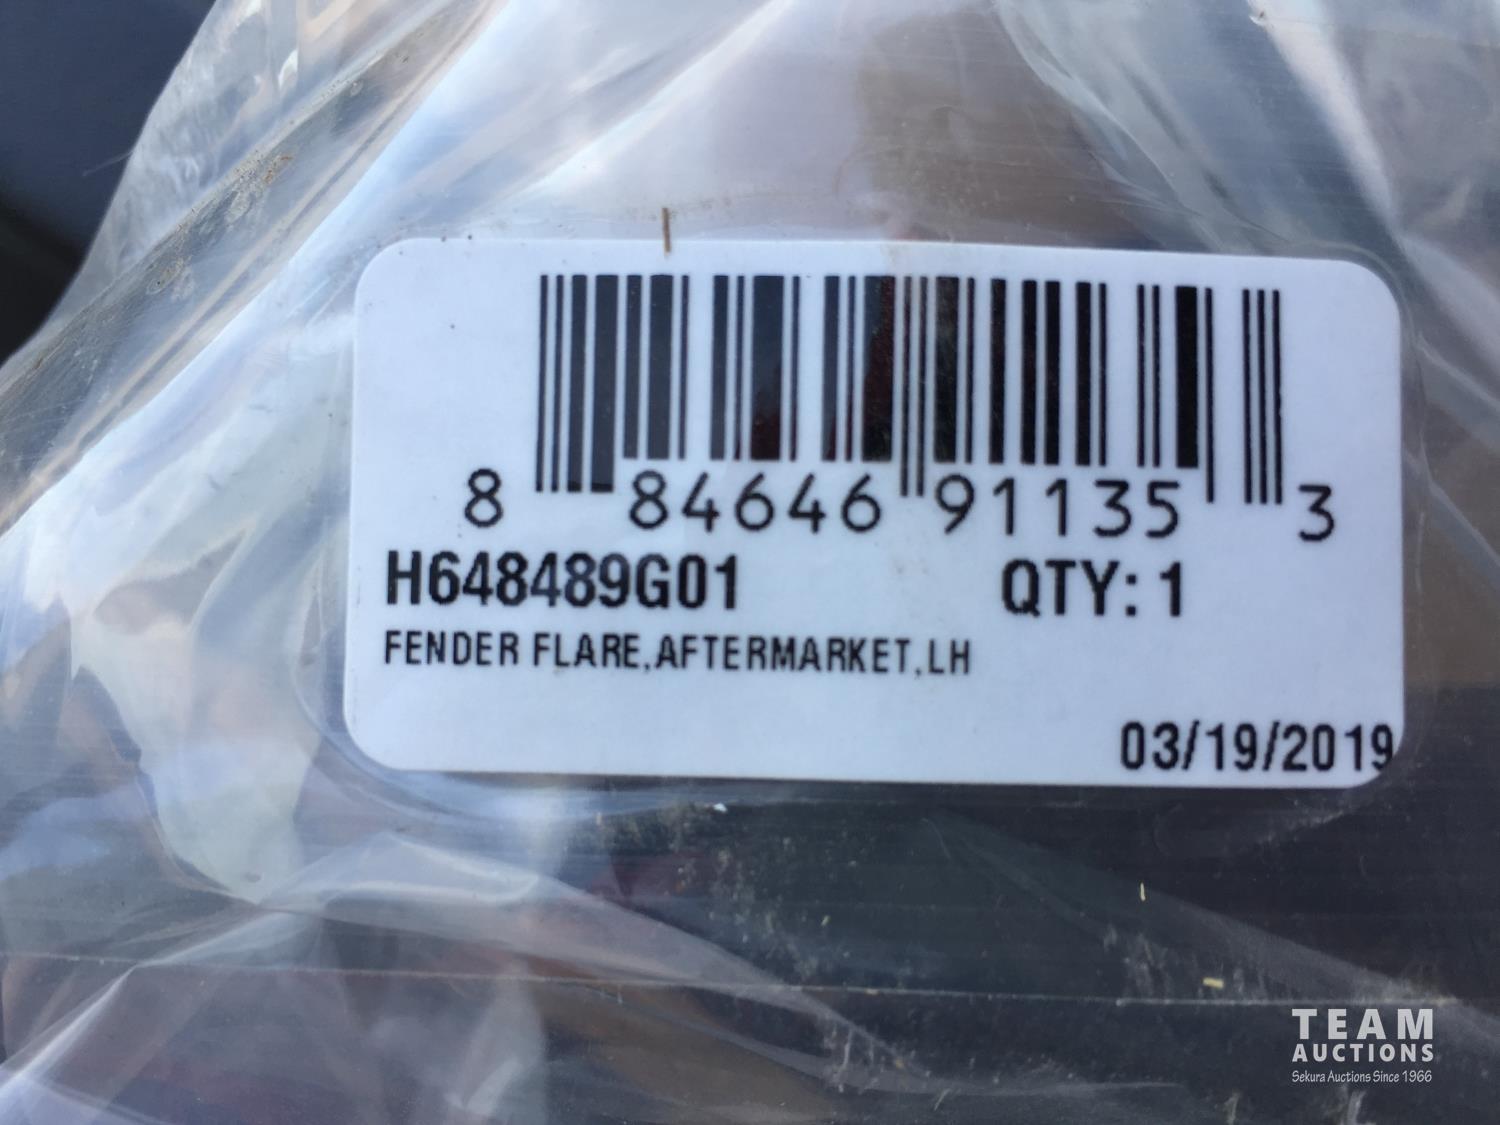 8 84646 91135 3
H648489G01 QTY: 1
FENDER FLARE,AFTERMARKET,LH
03/19/2019
TEAM
AUCTIONS
Sekura Auctions Since 1966